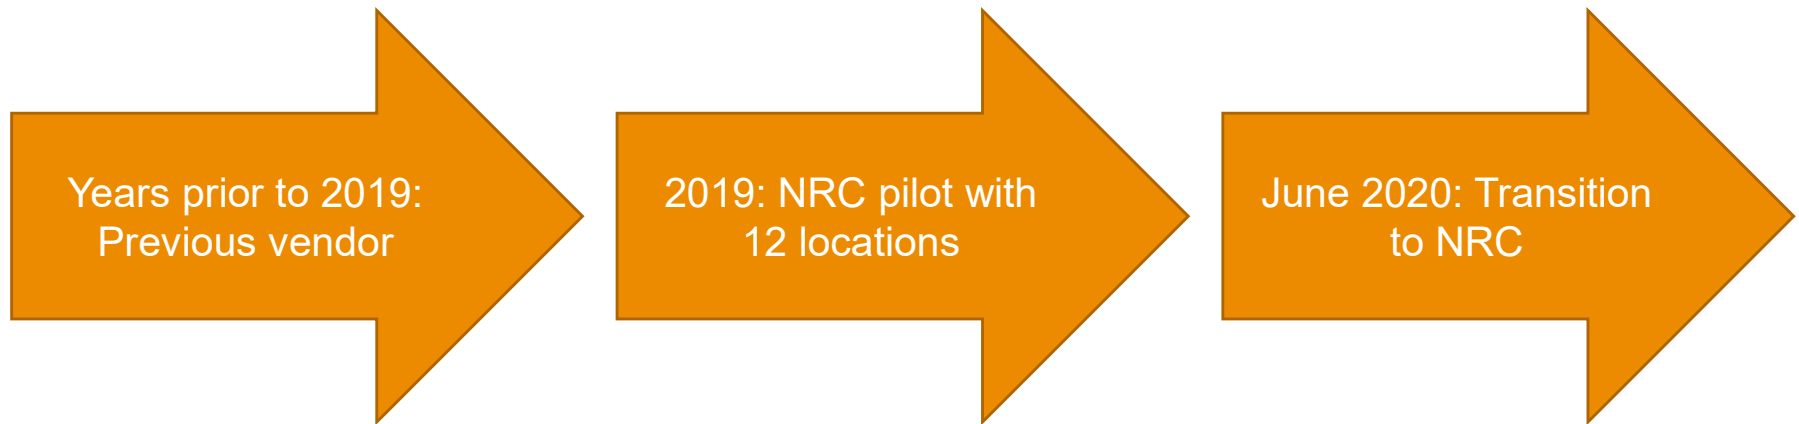 Years prior to 2019:
Previous vendor
2019: NRC pilot with
12 locations
June 2020: Transition
to NRC